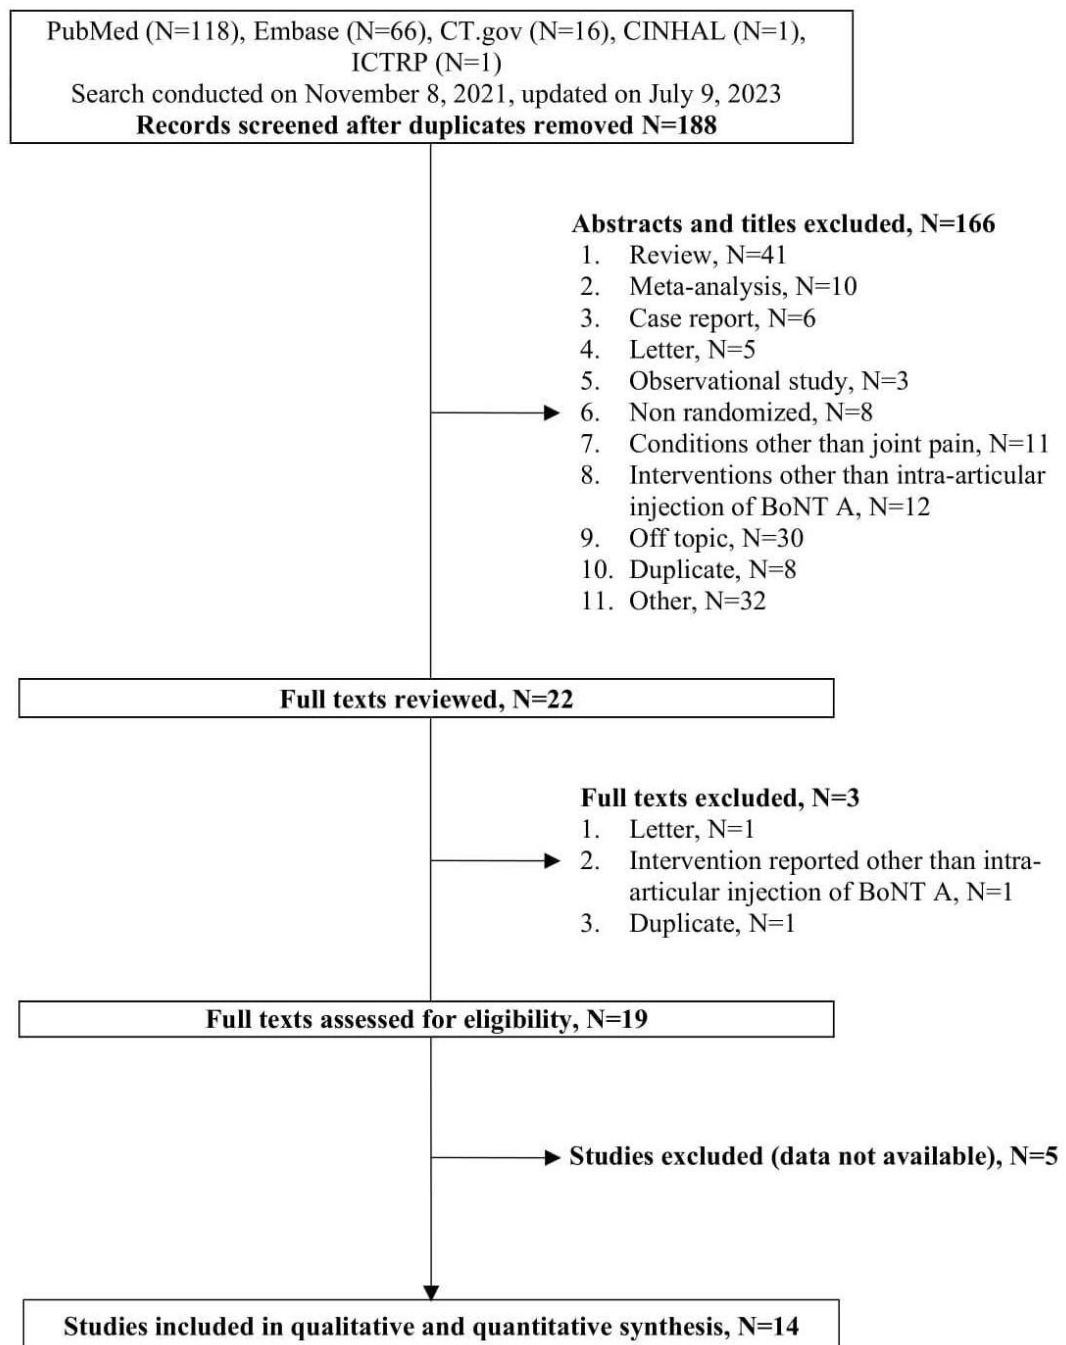 PubMed (N=118), Embase (N=66), CT.gov (N=16), CINHAL (N=1),
ICTRP (N=1)
Search conducted on November 8, 2021, updated on July 9, 2023
Records screened after duplicates removed N=188
Abstracts and titles excluded, N=166
1. Review, N=41
2. Meta-analysis, N=10
3. Case report, N=6
4. Letter, N=5
5. Observational study, N=3
6. Non randomized, N=8
7. Conditions other than joint pain, N=11
8. Interventions other than intra-articular
injection of BoNT A, N=12
9. Off topic, N=30
10. Duplicate, N=8
11. Other, N=32
Full texts reviewed, N=22
Full texts excluded, N=3
1. Letter, N=1
2. Intervention reported other than intra-
articular injection of BoNT A, N=1
3. Duplicate, N=1
Full texts assessed for eligibility, N=19
Studies excluded (data not available), N=5
Studies included in qualitative and quantitative synthesis, N=14